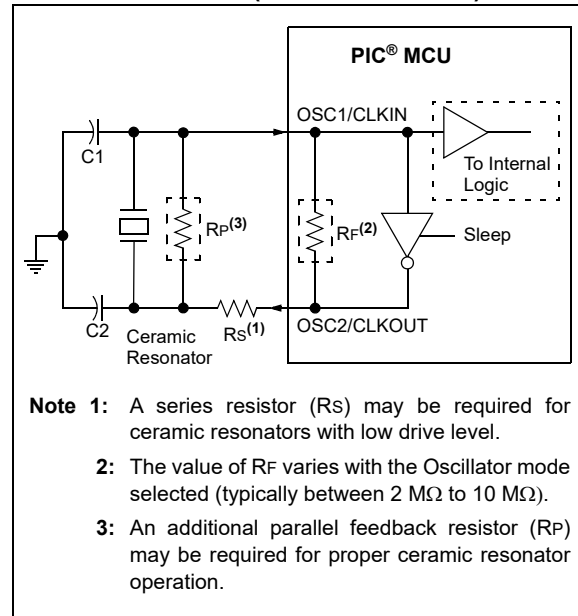 PIC® MCU
OSC1/CLKIN
C1
To Internal
Logic
RP(3)
RF(2)
Sleep
C2
Ceramic
Resonator
RS(1)
OSC2/CLKOUT
Note 1: A series resistor (RS) may be required for
ceramic resonators with low drive level.
2: The value of RF varies with the Oscillator mode
selected (typically between 2 MΩ to 10 MΩ).
3: An additional parallel feedback resistor (RP)
may be required for proper ceramic resonator
operation.